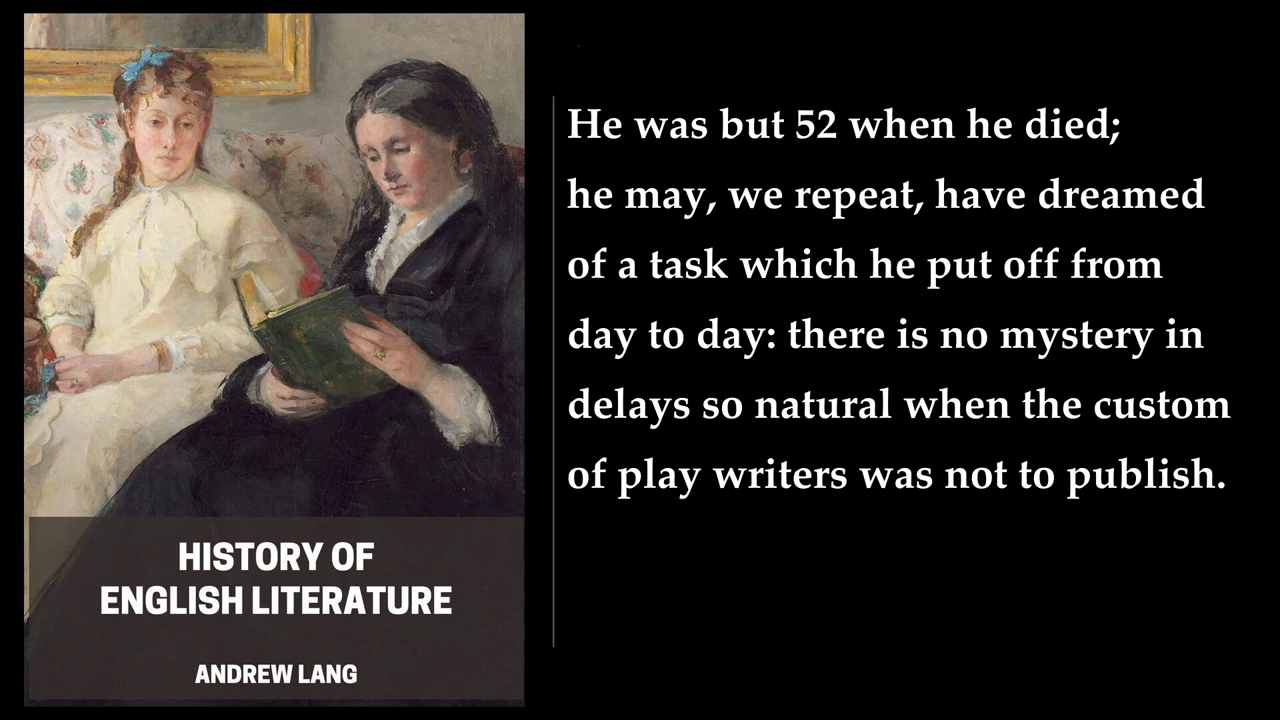 He was but 52 when he died;
he may, we repeat, have dreamed
of a task which he put off from
day to day: there is no mystery in
delays so natural when the custom
of play writers was not to publish.
HISTORY OF
ENGLISH LITERATURE
ANDREW LANG